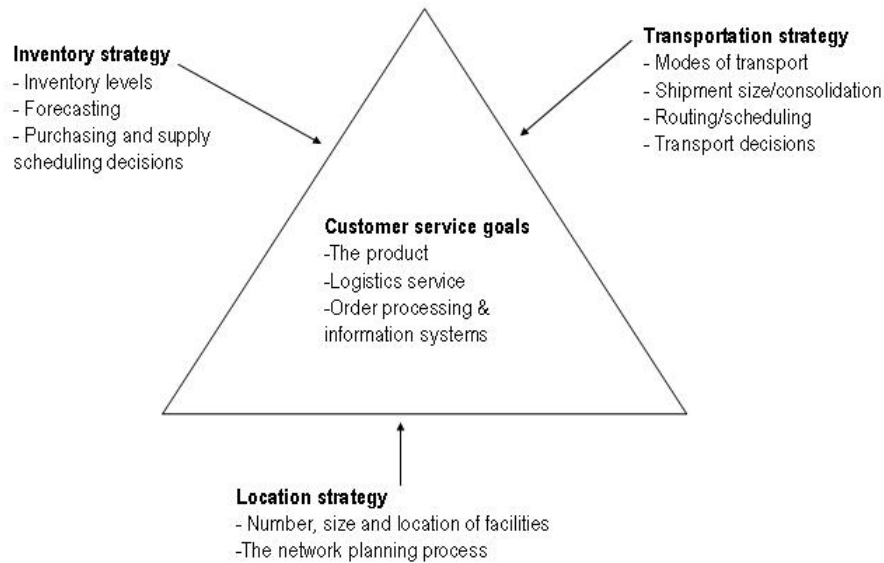 Inventory strategy
- Inventory levels
- Forecasting
- Purchasing and supply
scheduling decisions
Transportation strategy
- Modes of transport
- Shipment size/consolidation
- Routing/scheduling
- Transport decisions
Customer service goals
-The product
-Logistics service
-Order processing &
information systems
Location strategy
- Number, size and location of facilities
-The network planning process